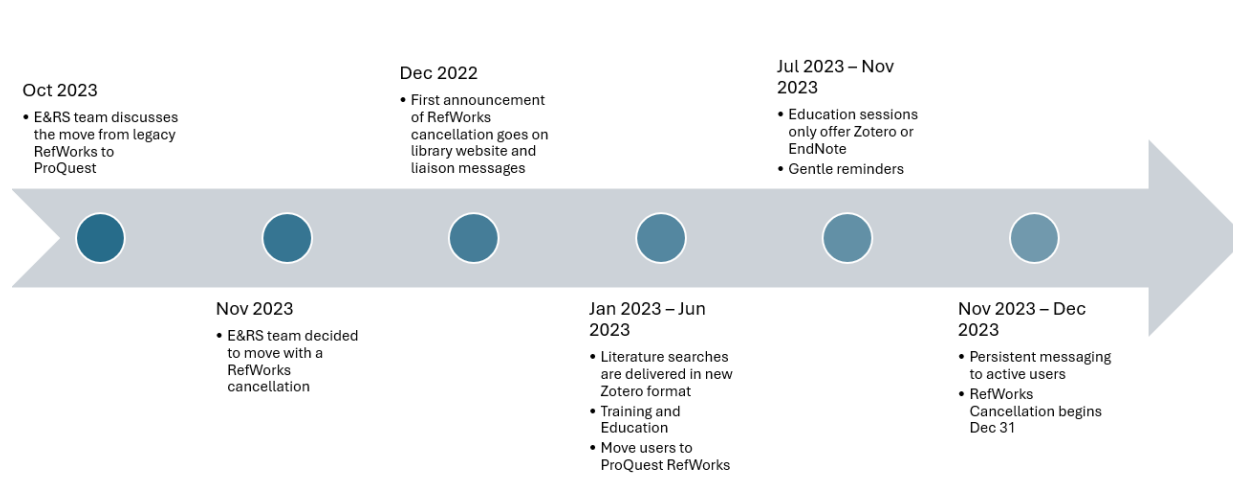 Oct 2023
• E&RS team discusses
the move from legacy
RefWorks to
ProQuest
Nov 2023
• E&RS team decided
to move with a
RefWorks
cancellation
Dec 2022
• First announcement
of RefWorks
cancellation goes on
library website and
liaison messages
Jan 2023 – Jun
2023
• Literature searches
are delivered in new
Zotero format
• Training and
Education
• Move users to
ProQuest RefWorks
Jul 2023 – Nov
2023
• Education sessions
only offer Zotero or
EndNote
• Gentle reminders
Nov 2023 – Dec
2023
• Persistent messaging
to active users
• RefWorks
Cancellation begins
Dec 31